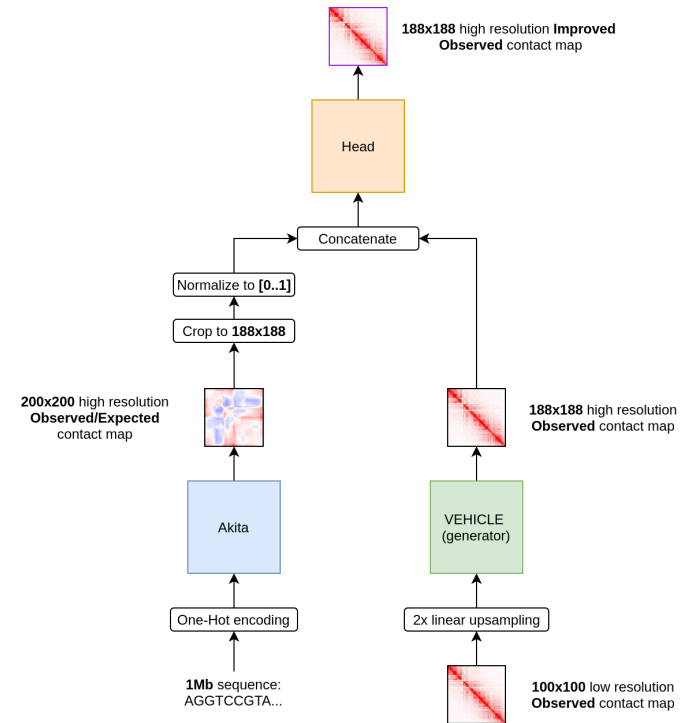 188x188 high resolution Improved
Observed contact map
Head
Concatenate
Normalize to [0..1]
Crop to 188x188
200x200 high resolution
Observed/Expected
contact map
188x188 high resolution
Observed contact map
Akita
VEHICLE
(generator)
One-Hot encoding
2x linear upsampling
1Mb sequence:
AGGTCCGTA...
100x100 low resolution
Observed contact map